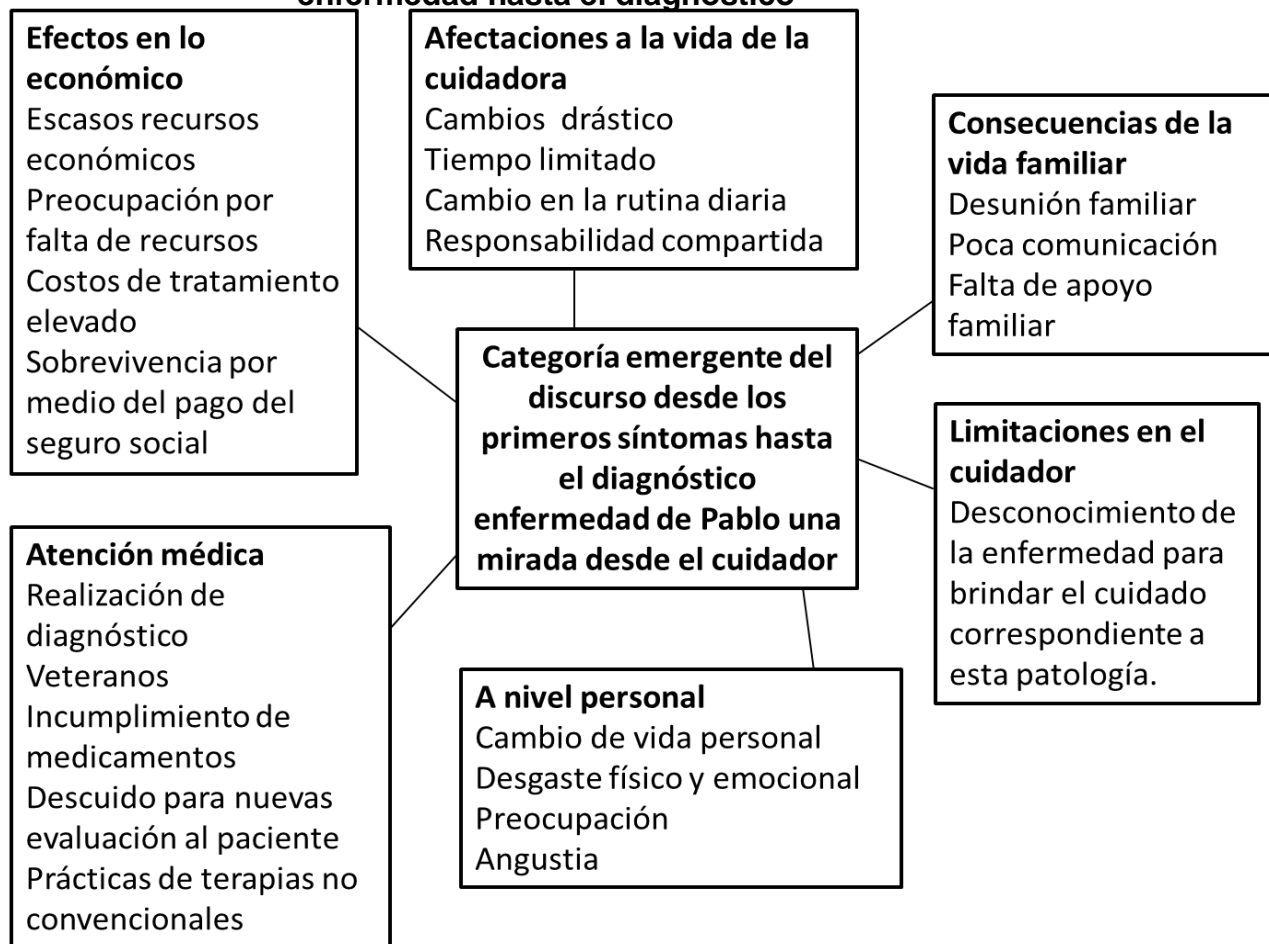 enfermedad hasta el diagnóstico
Efectos en lo
económico
Escasos recursos
económicos
Preocupación por
falta de recursos
Costos de tratamiento
elevado
Sobrevivencia por
medio del pago del
seguro social
Afectaciones a la vida de la
cuidadora
Cambios drástico
Tiempo limitado
Cambio en la rutina diaria
Responsabilidad compartida
Consecuencias de la
vida familiar
Desunión familiar
Poca comunicación
Falta de apoyo
familiar
Categoría emergente del
discurso desde los
primeros síntomas hasta
el diagnóstico
enfermedad de Pablo una
mirada desde el cuidador
Limitaciones en el
cuidador
Desconocimiento de
la enfermedad para
brindar el cuidado
correspondiente a
esta patología.
Atención médica
Realización de
diagnóstico
Veteranos
Incumplimiento de
medicamentos
Descuido para nuevas
evaluación al paciente
Prácticas de terapias no
convencionales
A nivel personal
Cambio de vida personal
Desgaste físico y emocional
Preocupación
Angustia